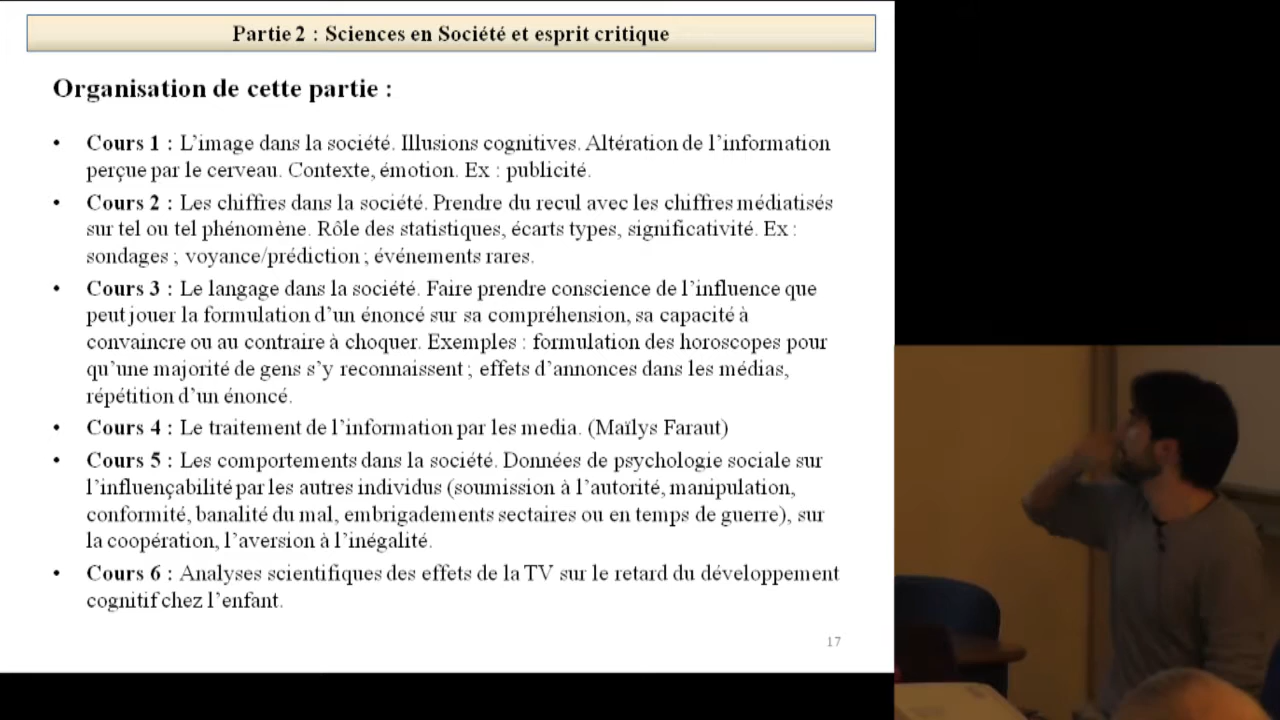 Partie 2 : Sciences en Société et esprit critique
Organisation de cette partie :
• Cours 1 : L'image dans la société. Illusions cognitives. Altération de l'information
perçue par le cerveau. Contexte, émotion. Ex : publicité.
• Cours 2 : Les chiffres dans la société. Prendre du recul avec les chiffres médiatisés
sur tel ou tel phénomène. Rôle des statistiques, écarts types, significativité. Ex :
sondages ; voyance/prédiction ; événements rares.
• Cours 3 : Le langage dans la société. Faire prendre conscience de l'influence que
peut jouer la formulation d'un énoncé sur sa compréhension, sa capacité à
convaincre ou au contraire à choquer. Exemples : formulation des horoscopes pour
qu'une majorité de gens s'y reconnaissent ; effets d'annonces dans les médias,
répétition d'un énoncé.
• Cours 4 : Le traitement de l'information par les media. (Maïlys Faraut)
• Cours 5 : Les comportements dans la société. Données de psychologie sociale sur
l'influençabilité par les autres individus (soumission à l'autorité, manipulation,
conformité, banalité du mal, embrigadements sectaires ou en temps de guerre), sur
la coopération, l'aversion à l'inégalité.
• Cours 6 : Analyses scientifiques des effets de la TV sur le retard du développement
cognitif chez l'enfant.
17